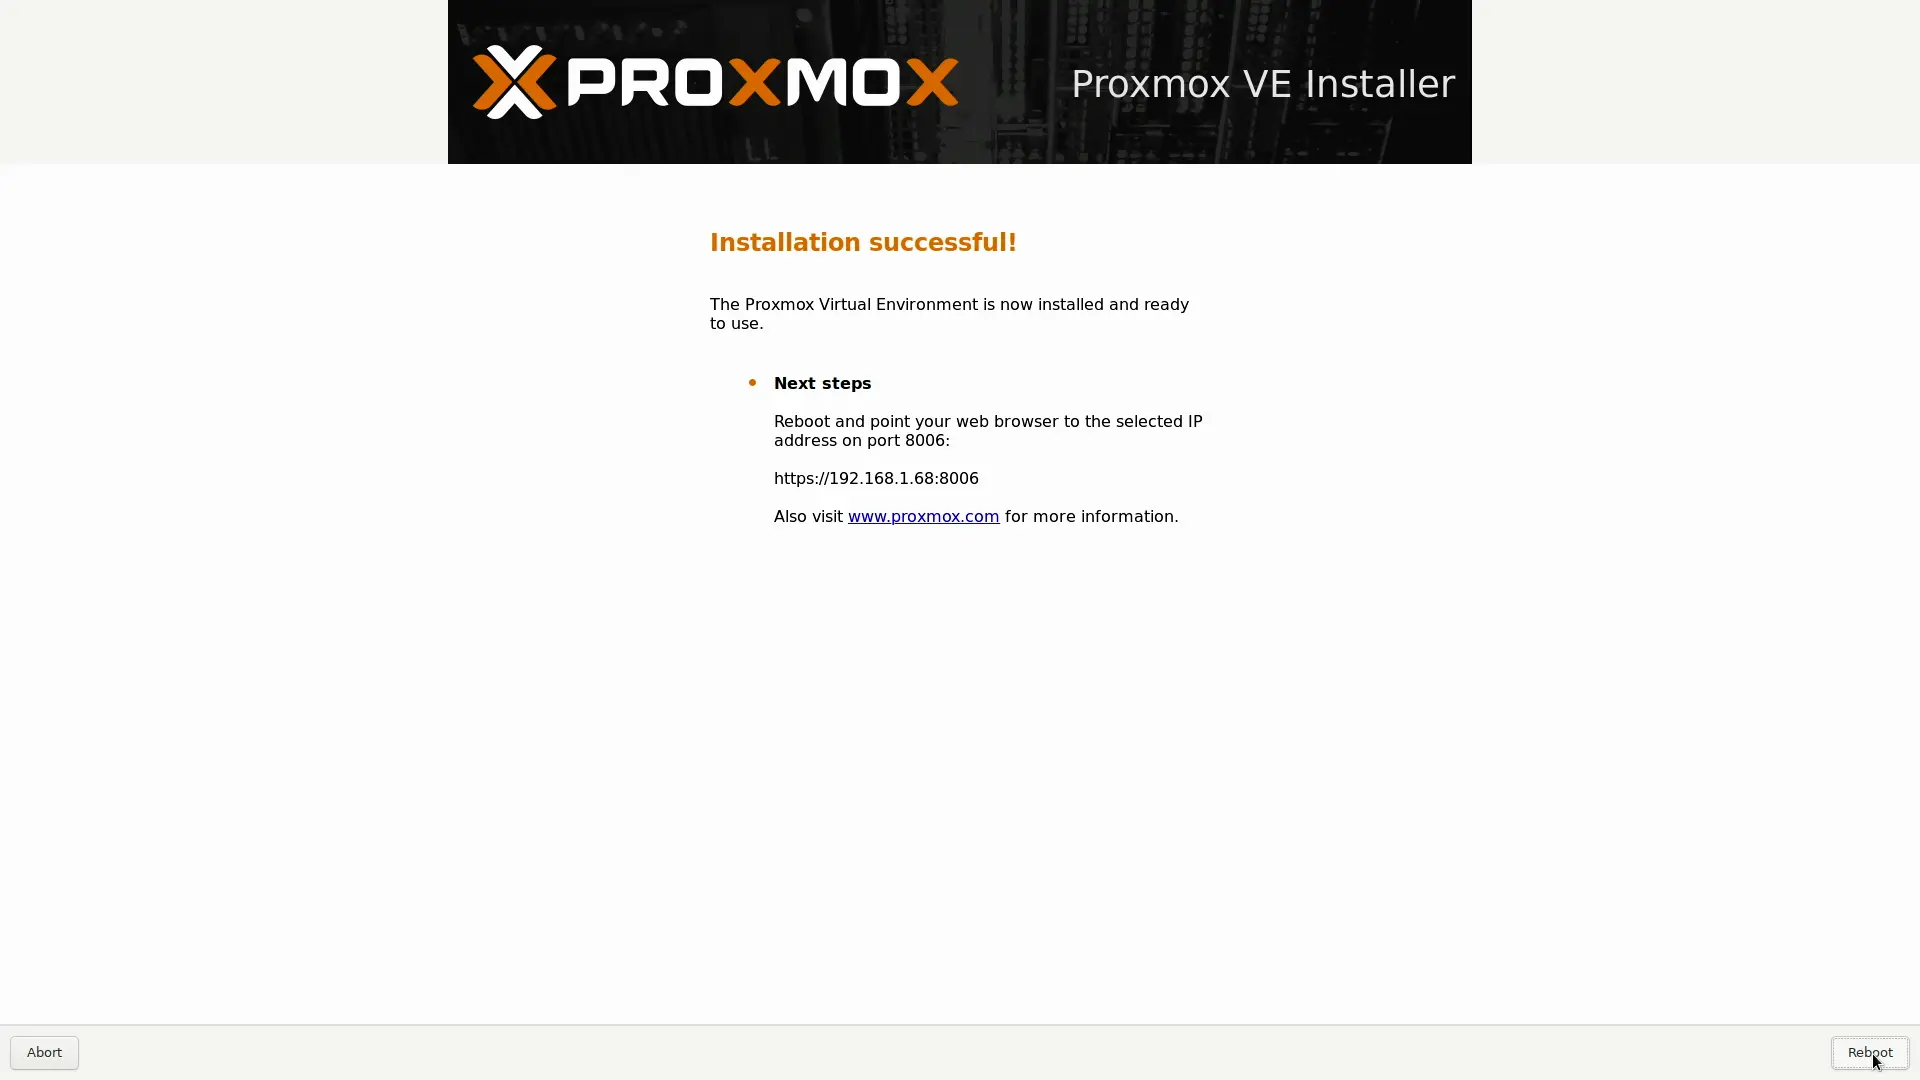 PROXMOX
Proxmox VE Installer
Installation successful!
The Proxmox Virtual Environment is now installed and ready
to use.
Next steps
Reboot and point your web browser to the selected IP
address on port 8006:
https://192.168.1.68:8006
Also visit www.proxmox.com for more information.
Abort
Reboot